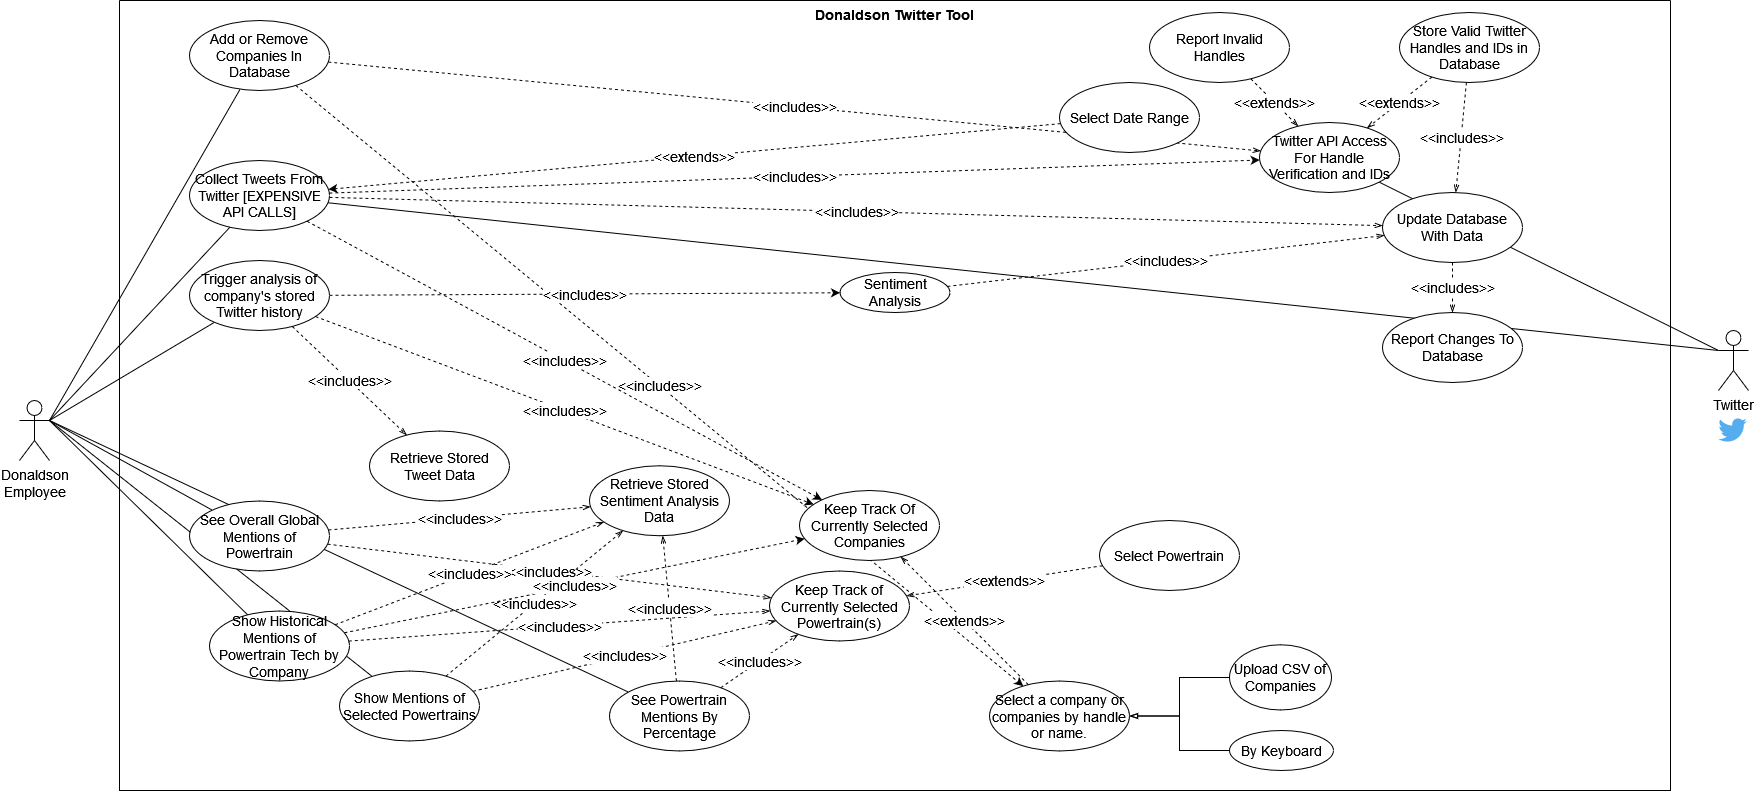 Donaldson Twitter Tool
Add or Remove
Companies In
Database
Report Invalid
Handles
Store Valid Twitter
Handles and IDs in
Database
<<includes>>
Select Date Range
<<extends>>
<<extends>>
<<includes>>
Twitter API Access
For Handle
Verification and IDs
<<extends>>
<<includes>>
Collect Tweets From
Twitter [EXPENSIVE
API CALLS]
<<includes>>
Update Database
With Data
Trigger analysis of
company's stored
Twitter history
<<includes>>
Sentiment
Analysis
<<includes>>
<<includes>>
Report Changes To
Database
<<includes>>
<<includes>>
<<includes>>
<<includes>>
Donaldson
Employee
Twitter
Retrieve Stored
Tweet Data
Retrieve Stored
Sentiment Analysis
Data
See Overall Global
Mentions of
Powertrain
<<includes>>
Keep Track Of
Currently Selected
Companies
Select Powertrain
<<includes>>
<<includes>>
<<includes>>
<<includes>>
<<includes>>
<<includes>>
Keep Track of
Currently Selected
Powertrain(s)
<<extends>>
<<extends>>
Show Historical
Mentions of
Powertrain Tech by
Company
<<includes>>
<<includes>>
Show Mentions of
Selected Powertrains
See Powertrain
Mentions By
Percentage
Select a company or
companies by handle
or name.
Upload CSV of
Companies
By Keyboard